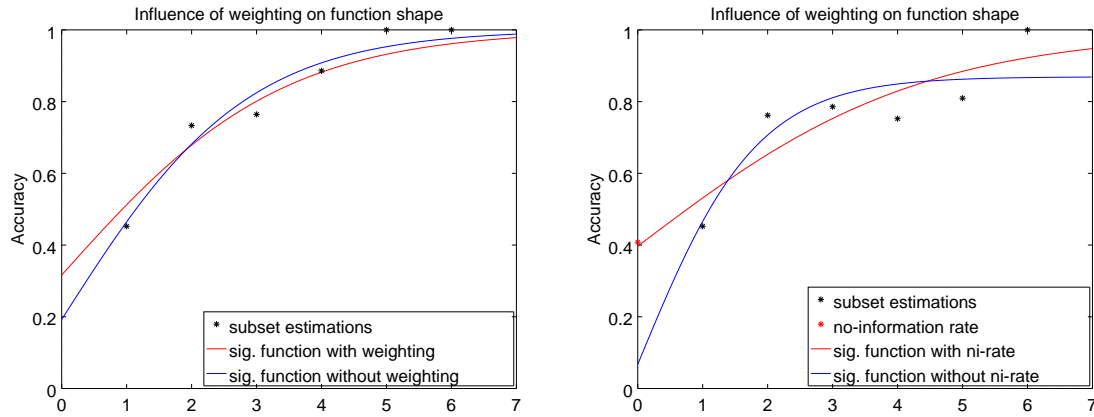 Influence of weighting on function shape
1
0.8
0.6
0.4
0.2
0
Accuracy
0 1 2 3 4 5 6 7
subset estimations
sig. function with weighting
sig. function without weighting
Influence of weighting on function shape
1
0.8
0.6
0.4
0.2
0
Accuracy
0 1 2 3 4 5 6 7
subset estimations
no-information rate
sig. function with ni-rate
sig. function without ni-rate